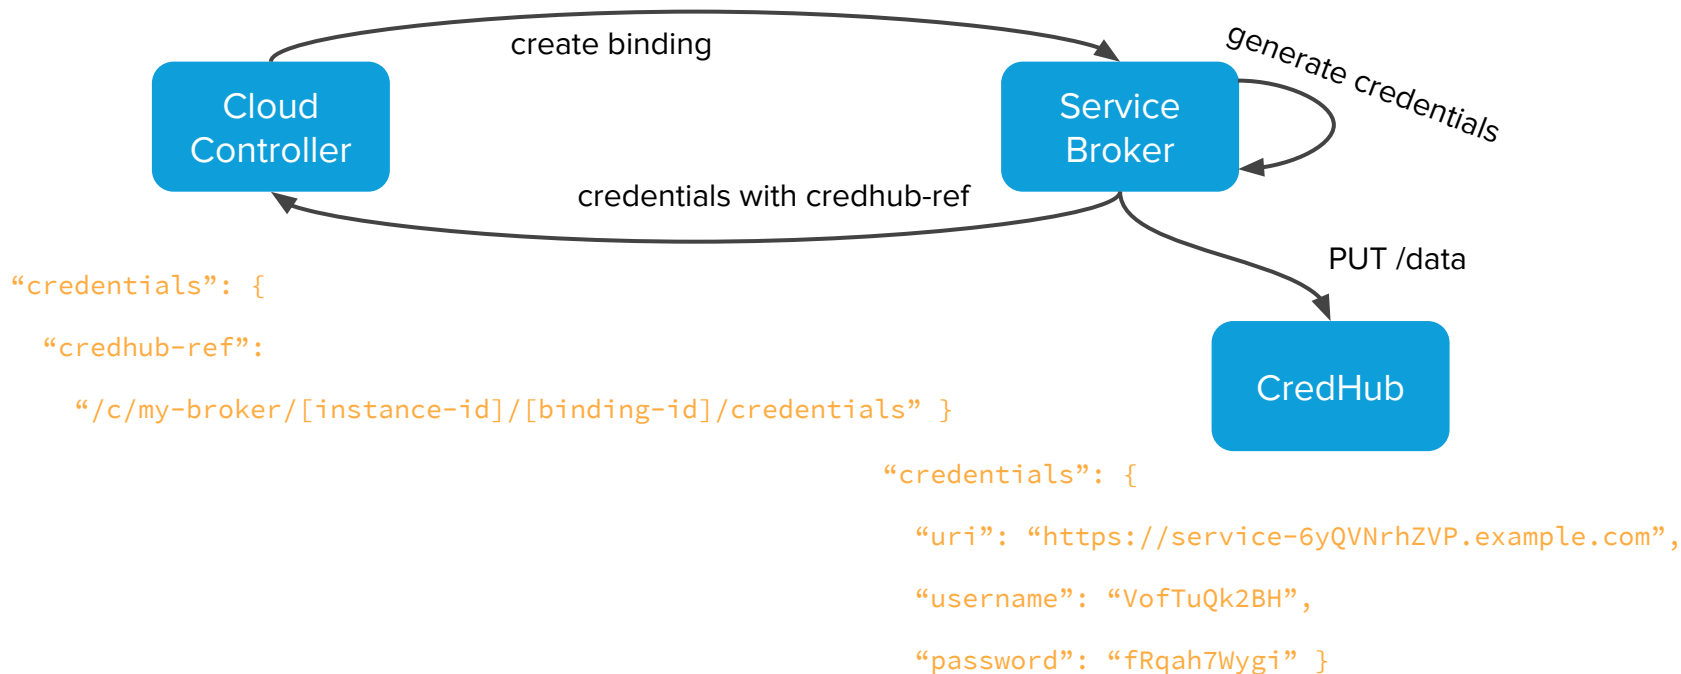 create binding
generate credentials
Cloud
Controller
Service
Broker
credentials with credhub-ref
PUT /data
“credentials”: {
“credhub-ref”:
“/c/my-broker/[instance-id]/[binding-id]/credentials” }
CredHub
“credentials”: {
“uri”: “https://service-6yQVNrhZVP.example.com”,
“username”: “VofTuQk2BH”,
“password”: “fRqah7Wygi” }